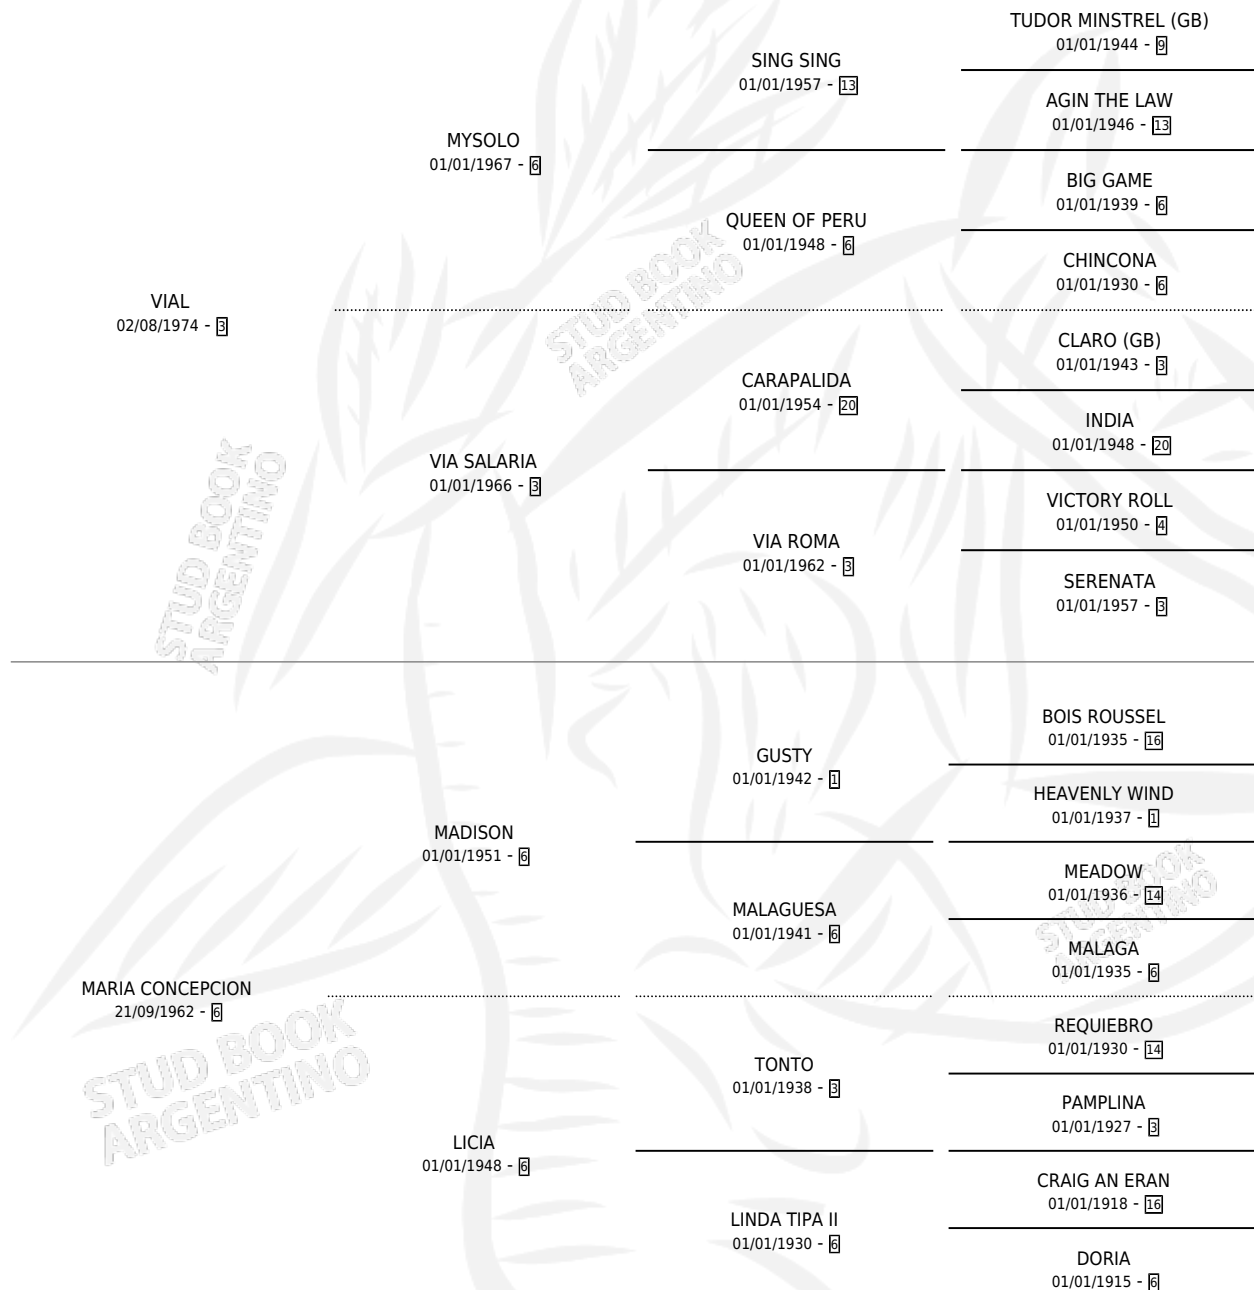 TUDOR MINSTREL (GB)
01/01/1944 - 9
SING SING
01/01/1957 - 13
AGIN THE LAW
01/01/1946 - 13
MYSOLO
01/01/1967 - 6
BIG GAME
01/01/1939 - 6
QUEEN OF PERU
01/01/1948 - 6
CHINCONA
01/01/1930 - 6
VIAL
02/08/1974 - 3
CLARO (GB)
01/01/1943 - 3
CARAPALIDA
01/01/1954 - 20
INDIA
01/01/1948 - 20
VIA SALARIA
01/01/1966 - 3
VICTORY ROLL
01/01/1950 - 4
VIA ROMA
01/01/1962 - 3
SERENATA
01/01/1957 - 3
STUD BOOK
ARGENTINO
STUD BOOK
ARGENTINO
BOIS ROUSSEL
01/01/1935 - 16
GUSTY
01/01/1942 - 1
HEAVENLY WIND
01/01/1937 - 1
MADISON
01/01/1951 - 6
MEADOW
01/01/1936 - 14
MALAGUESA
01/01/1941 - 6
MALAGA
01/01/1935 - 6
STUD BOOK
ARGENTINO
MARIA CONCEPCION
21/09/1962 - 6
REQUIEBRO
01/01/1930 - 14
TONTO
01/01/1938 - 3
PAMPLINA
01/01/1927 - 3
STUD BOOK
ARGENTINO
LICIA
01/01/1948 - 6
CRAIG AN ERAN
01/01/1918 - 16
LINDA TIPA II
01/01/1930 - 6
DORIA
01/01/1915 - 6